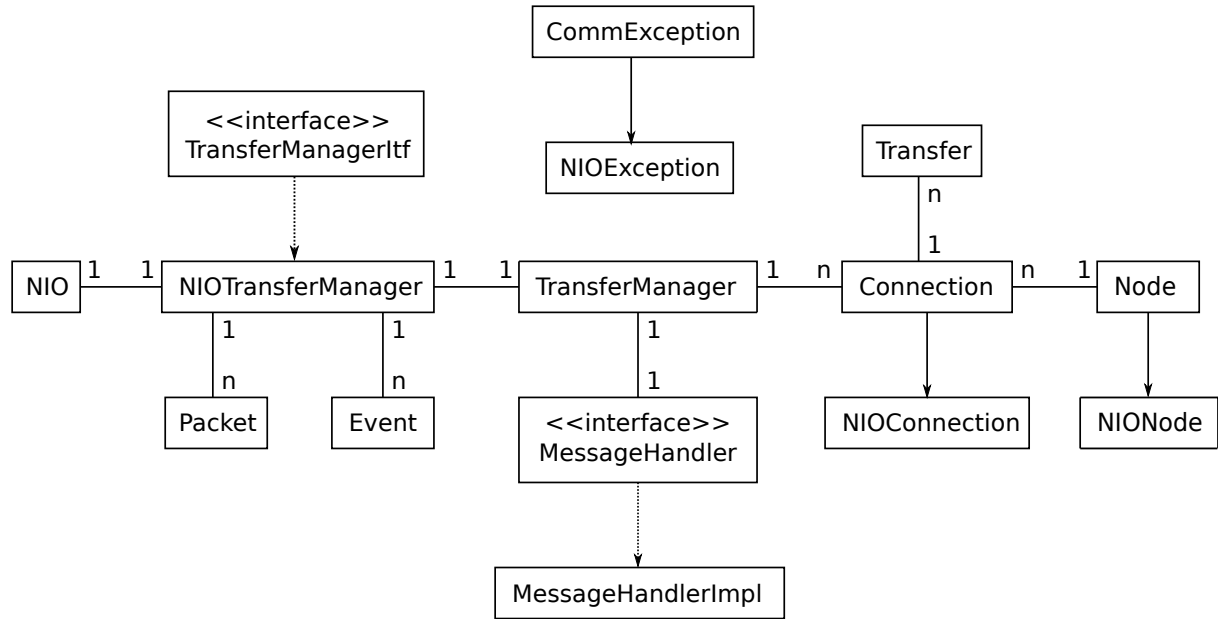 CommException
<<interface>>
TransferManagerItf
NIOException
Transfer
n
1
NIO
1
1
NIOTransferManager
1
1
TransferManager
1
n
Connection
n
1
Node
1
n
1
n
1
1
Packet
Event
<<interface>>
MessageHandler
NIOConnection
NIONode
MessageHandlerImpl